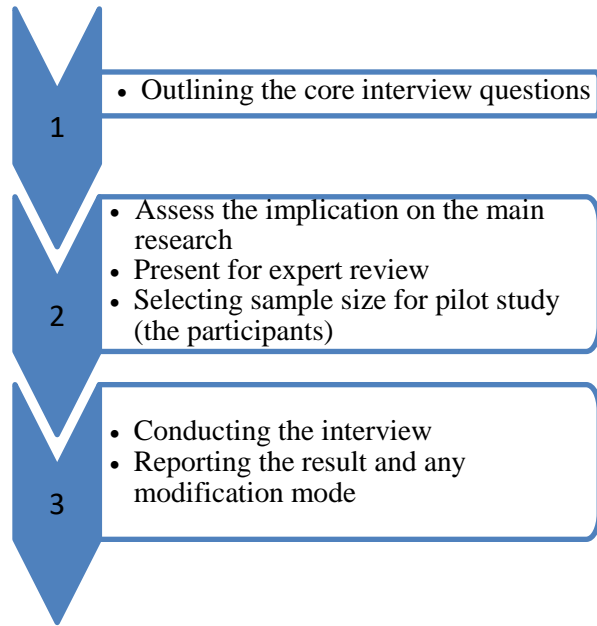 1
• Outlining the core interview questions
2
• Assess the implication on the main
research
• Present for expert review
• Selecting sample size for pilot study
(the participants)
3
• Conducting the interview
• Reporting the result and any
modification mode